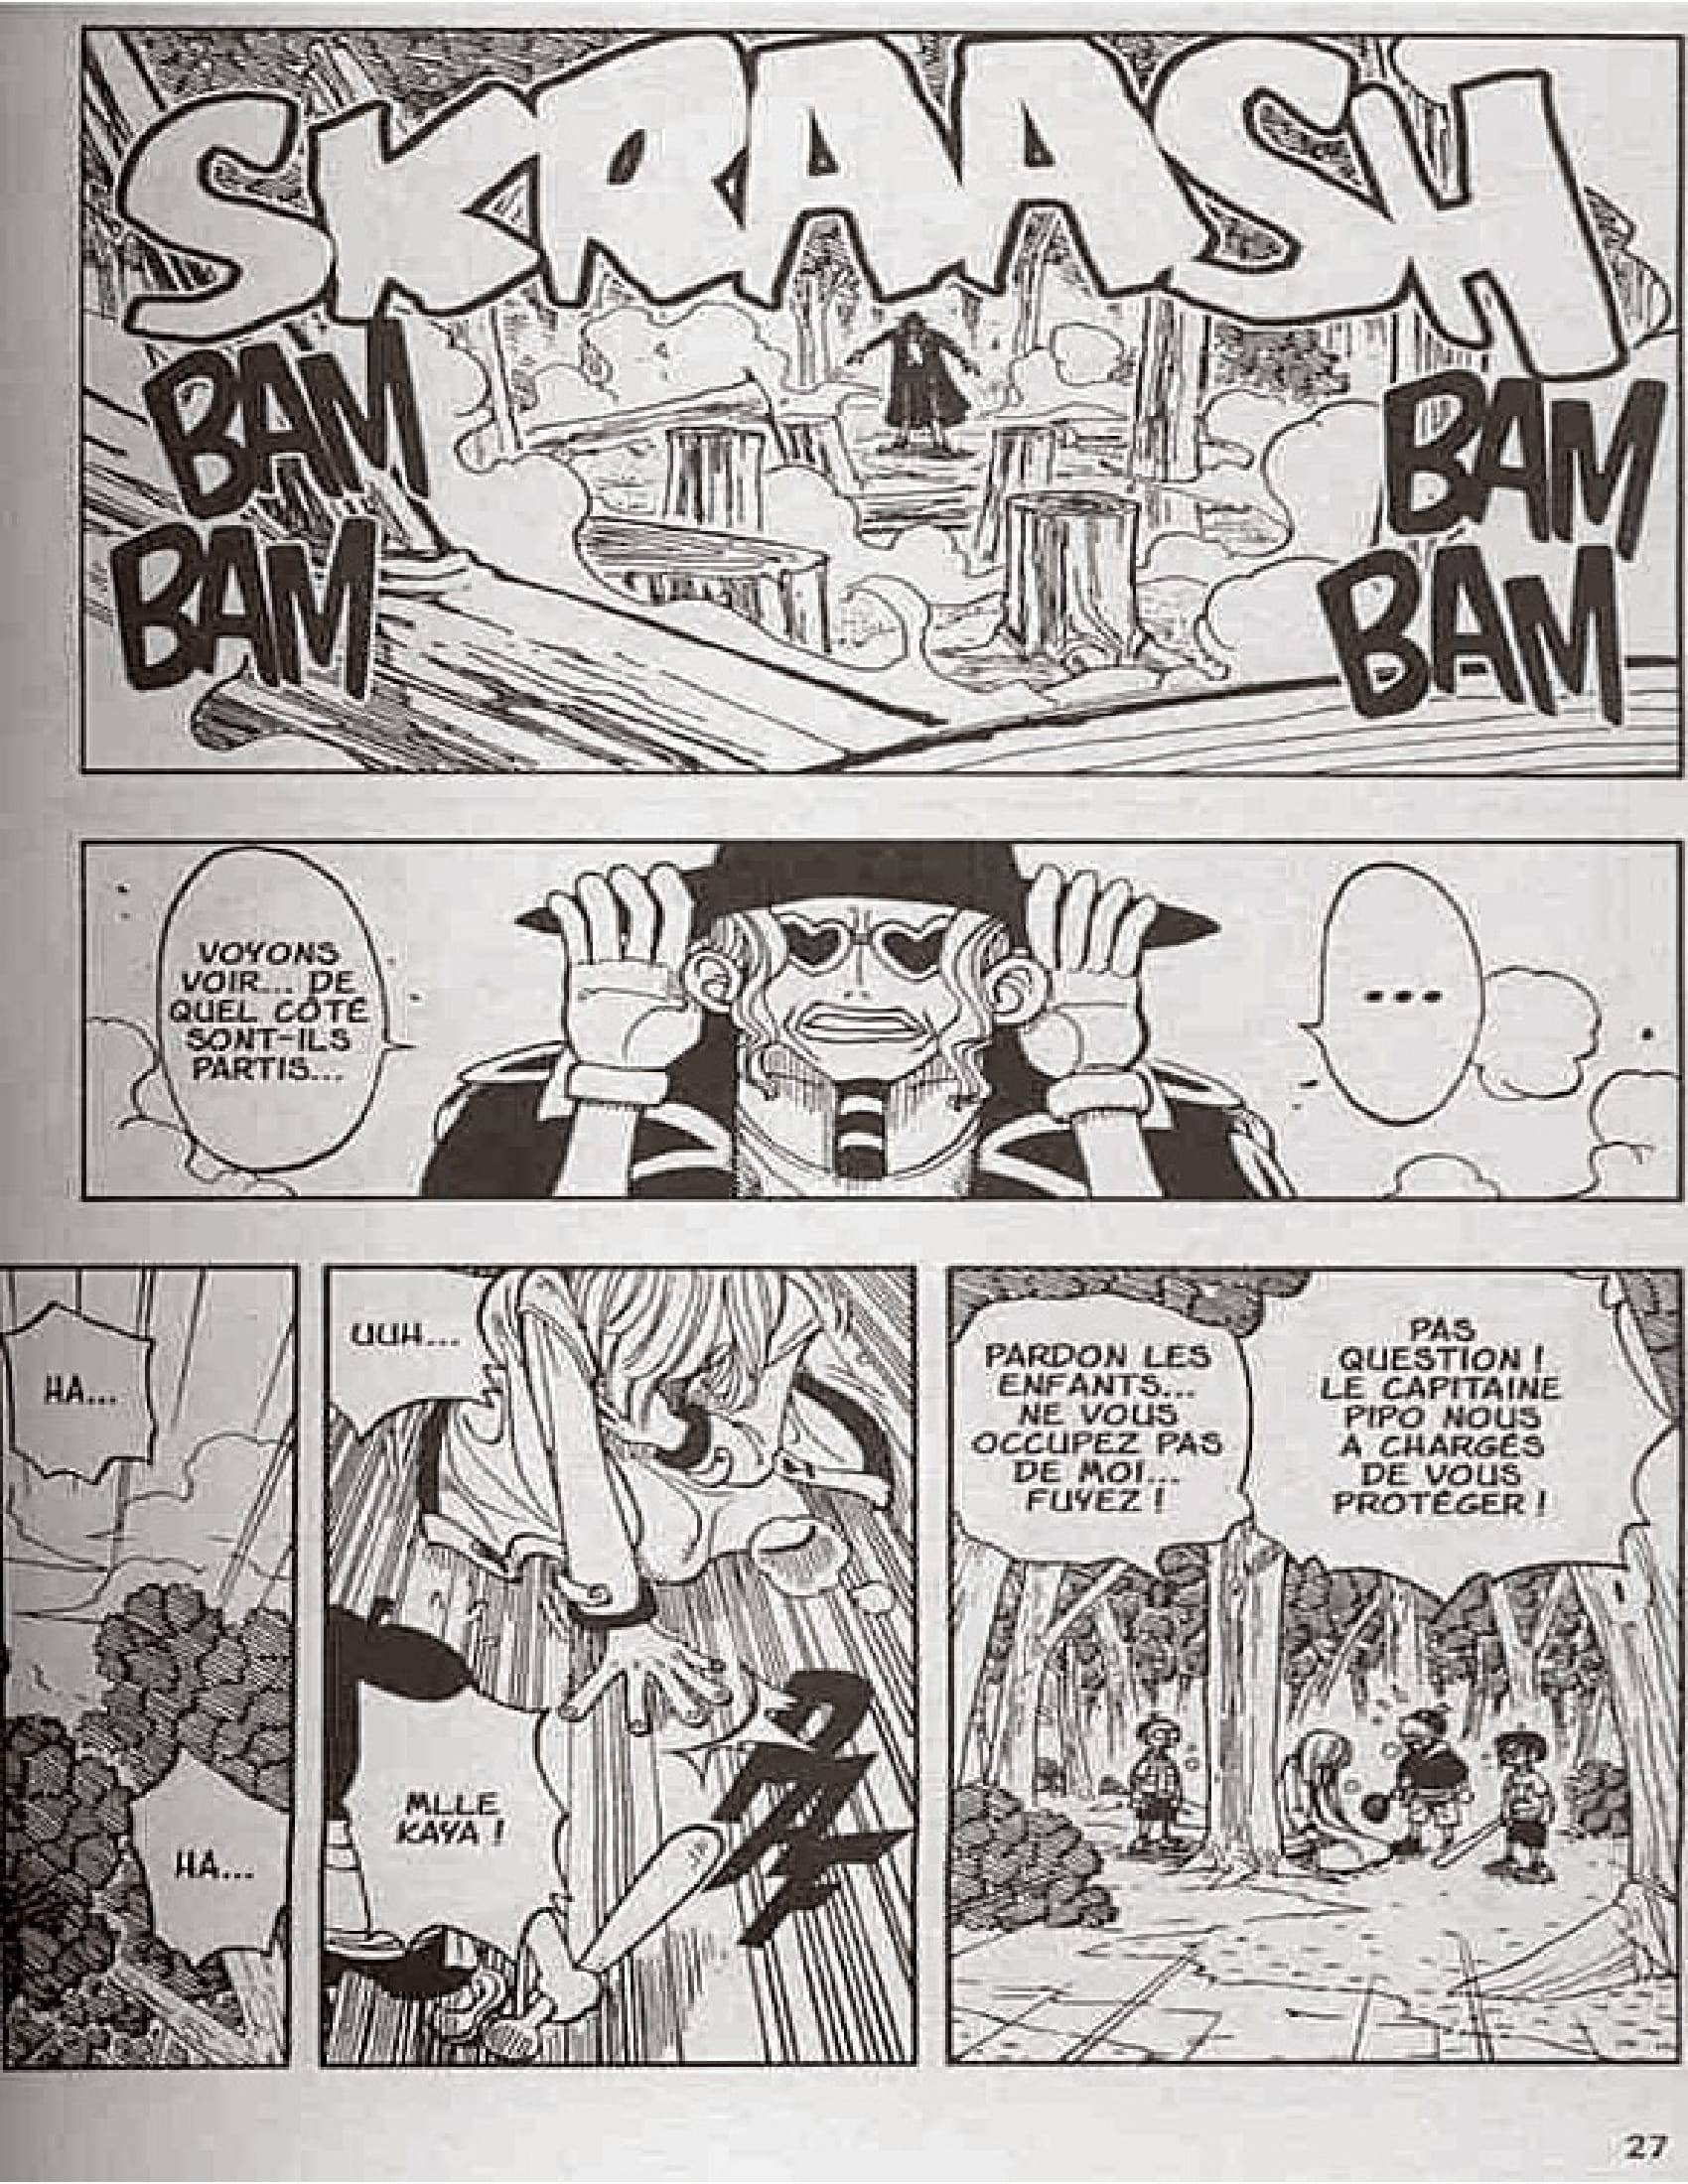 SKRAASH
BAM
BAM
BAM
BAM
...
VOYONS
VOIR... DE
QUEL CÔTÉ
SONT-ILS
PARTIS...
PAS
QUESTION !
LE CAPITAINE
PIPO NOUS
A CHARGÉS
DE VOUS
PROTÉGER !
PARDON LES
ENFANTS...
NE VOUS
OCCUPEZ PAS
DE MOI...
FUYEZ !
UUH...
MLLE
KAYA !
HA...
HA...
27